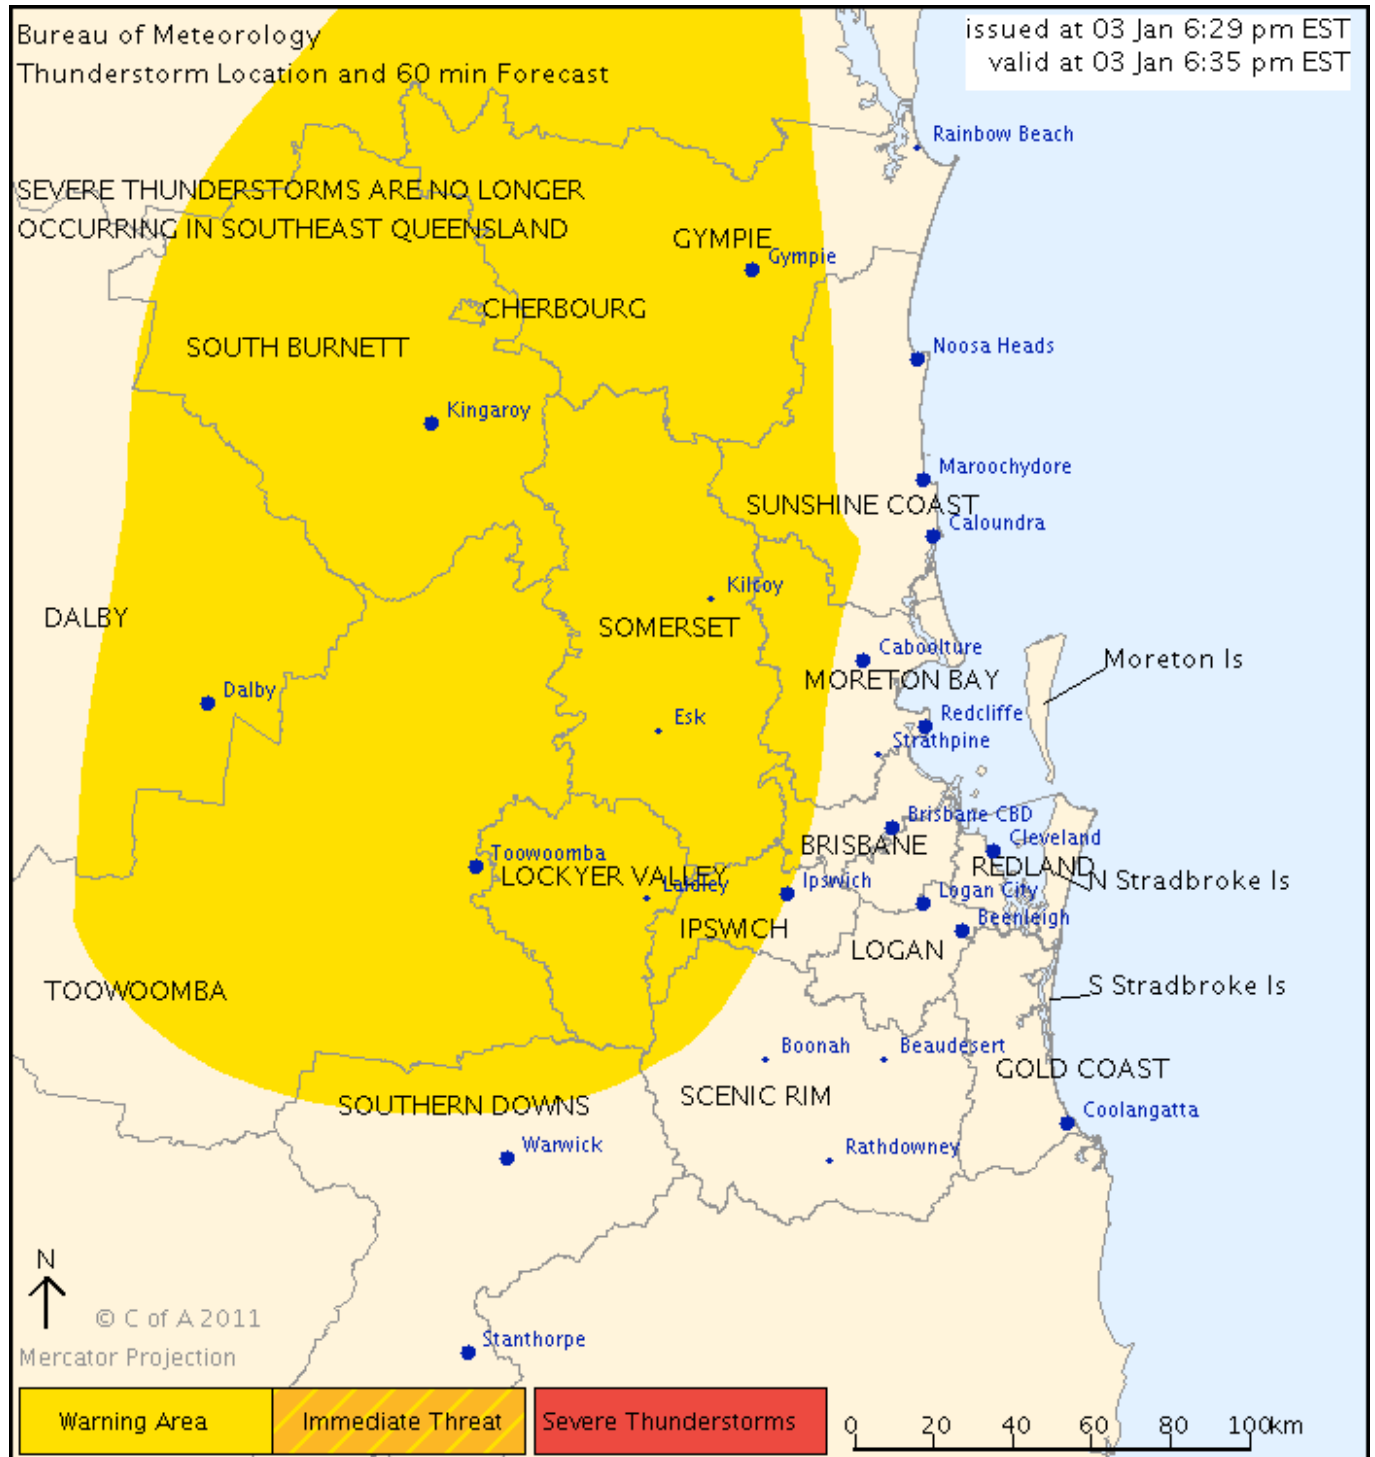 Bureau of Meteorology
Thunderstorm Location and 60 min Forecast
issued at 03 Jan 6:29 pm EST
valid at 03 Jan 6:35 pm EST
Rainbow Beach
SEVERE THUNDERSTORMS ARE NO LONGER
OCCURRING IN SOUTHEAST QUEENSLAND
GYMPIE
Gympie
CHERBOURG
SOUTH BURNETT
Noosa Heads
Kingaroy
Maroochydore
SUNSHINE COAST
Caloundra
Kilcoy
DALBY
SOMERSET
Caboolture
Moreton Is
MORETON BAY
Dalby
Esk
Redcliffe
Strathpine
Brisbane CBD
BRISBANE
Cleveland
Toowoomba
LOCKYER VALLEY
Laidley
Ipswich
REDLAND
N Stradbroke Is
Logan City
IPSWICH
Beenleigh
LOGAN
TOOWOOMBA
S Stradbroke Is
Boonah
Beaudesert
GOLD COAST
SOUTHERN DOWNS
SCENIC RIM
Coolangatta
Warwick
Rathdowney
N
© C of A 2011
Stanthorpe
Mercator Projection
Warning Area
Immediate Threat
Severe Thunderstorms
0 20 40 60 80 100km